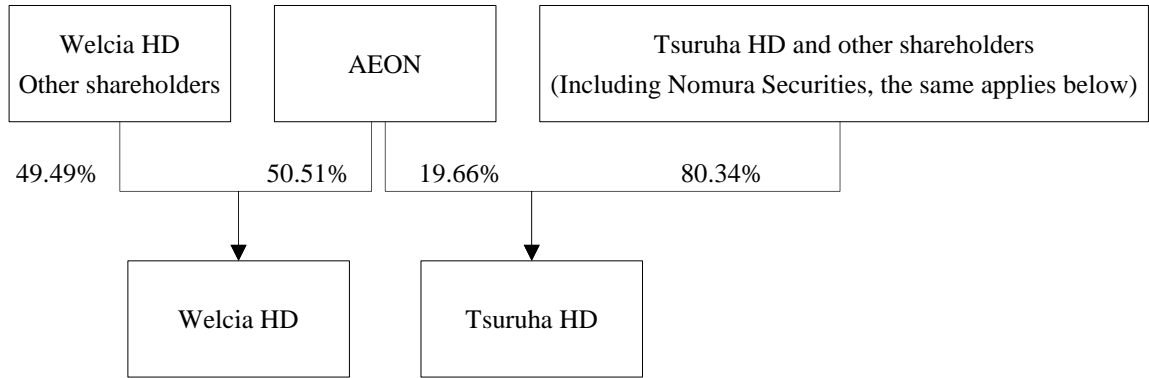 Welcia HD
Other shareholders
AEON
Tsuruha HD and other shareholders
(Including Nomura Securities, the same applies below)
49.49%
50.51%
19.66%
80.34%
Welcia HD
Tsuruha HD